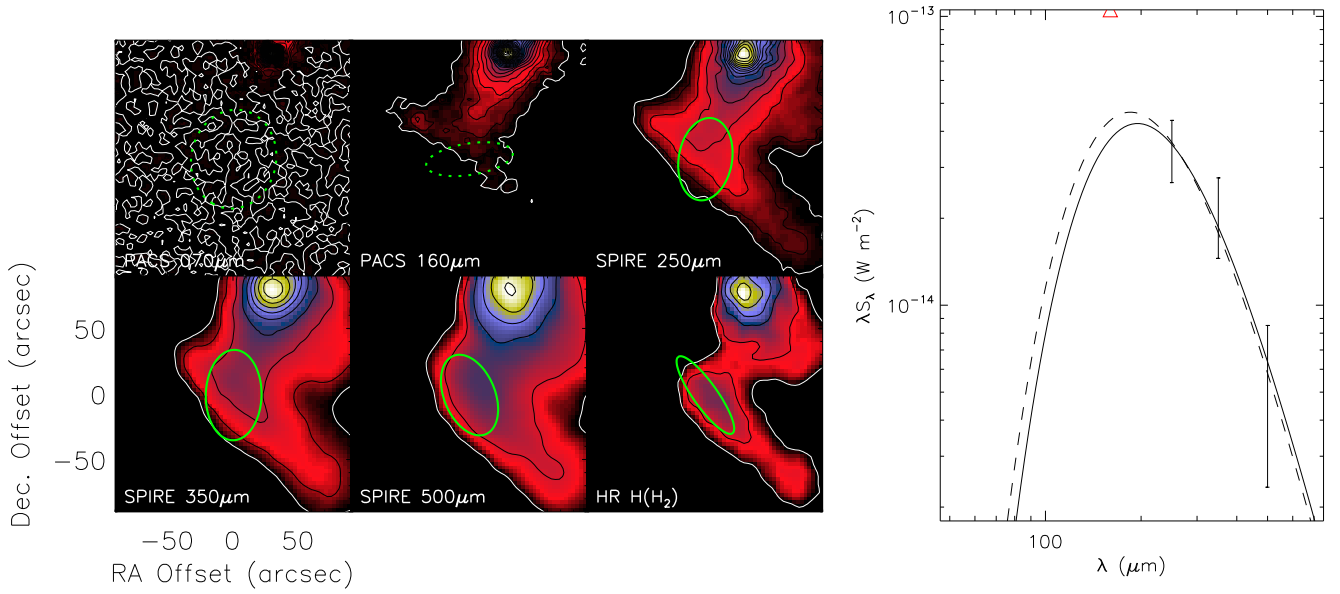 PACS 070μm
PACS 160μm
SPIRE 250μm
SPIRE 350μm
SPIRE 500μm
HR H(H₂)
Dec. Offset (arcsec)
50
0
−50
−50 0 50
RA Offset (arcsec)
10⁻¹³
10⁻¹⁴
λS_λ (W m⁻²)
100
λ (μm)